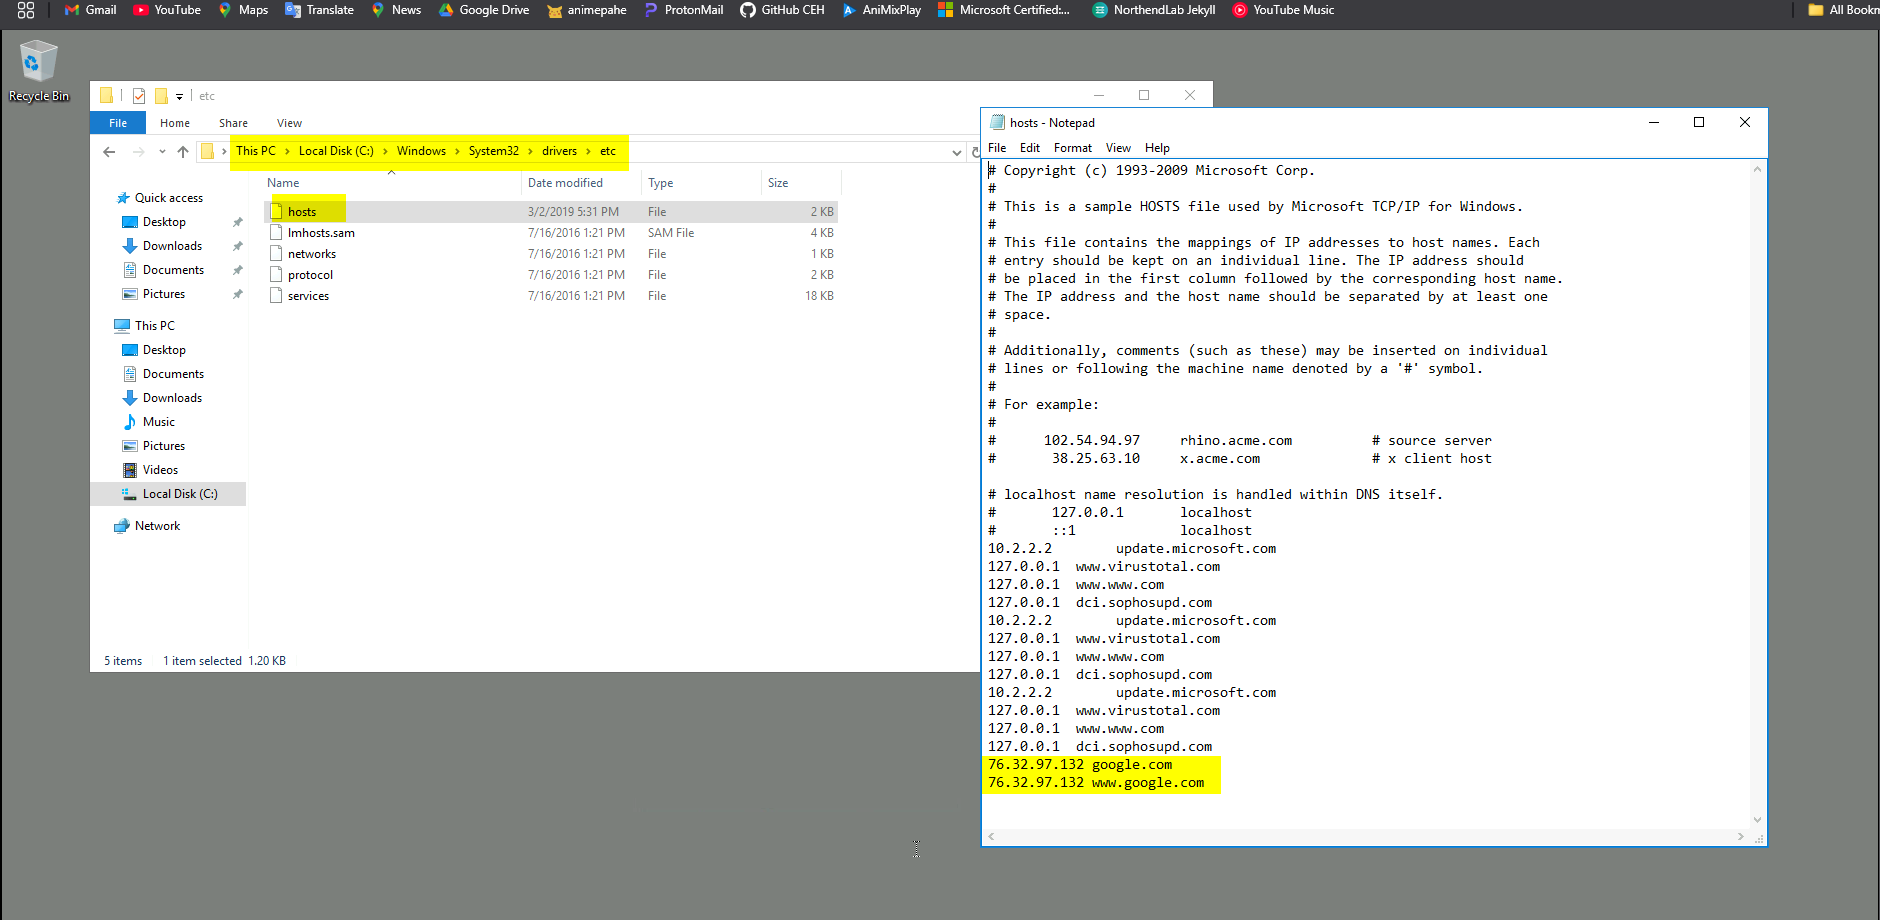 Gmail YouTube Maps Translate News Google Drive animepahe ProtonMail GitHub CEH AniMixPlay Microsoft Certified:... NorthendLab Jekyll YouTube Music All Bookm
Recycle Bin
etc
File Home Share View
This PC > Local Disk (C:) > Windows > System32 > drivers > etc
Name Date modified Type Size
hosts 3/2/2019 5:31 PM File 2 KB
lmhosts.sam 7/16/2016 1:21 PM SAM File 4 KB
networks 7/16/2016 1:21 PM File 1 KB
protocol 7/16/2016 1:21 PM File 2 KB
services 7/16/2016 1:21 PM File 18 KB
Quick access
Desktop
Downloads
Documents
Pictures
This PC
Desktop
Documents
Downloads
Music
Pictures
Videos
Local Disk (C:)
Network
5 items 1 item selected 1.20 KB
hosts - Notepad
File Edit Format View Help
# Copyright (c) 1993-2009 Microsoft Corp.
#
# This is a sample HOSTS file used by Microsoft TCP/IP for Windows.
#
# This file contains the mappings of IP addresses to host names. Each
# entry should be kept on an individual line. The IP address should
# be placed in the first column followed by the corresponding host name.
# The IP address and the host name should be separated by at least one
# space.
#
# Additionally, comments (such as these) may be inserted on individual
# lines or following the machine name denoted by a '#' symbol.
#
# For example:
#
# 102.54.94.97 rhino.acme.com # source server
# 38.25.63.10 x.acme.com # x client host
# localhost name resolution is handled within DNS itself.
# 127.0.0.1 localhost
# ::1 localhost
10.2.2.2 update.microsoft.com
127.0.0.1 www.virustotal.com
127.0.0.1 www.www.com
127.0.0.1 dci.sophosupd.com
10.2.2.2 update.microsoft.com
127.0.0.1 www.virustotal.com
127.0.0.1 www.www.com
127.0.0.1 dci.sophosupd.com
10.2.2.2 update.microsoft.com
127.0.0.1 www.virustotal.com
127.0.0.1 www.www.com
127.0.0.1 dci.sophosupd.com
76.32.97.132 google.com
76.32.97.132 www.google.com